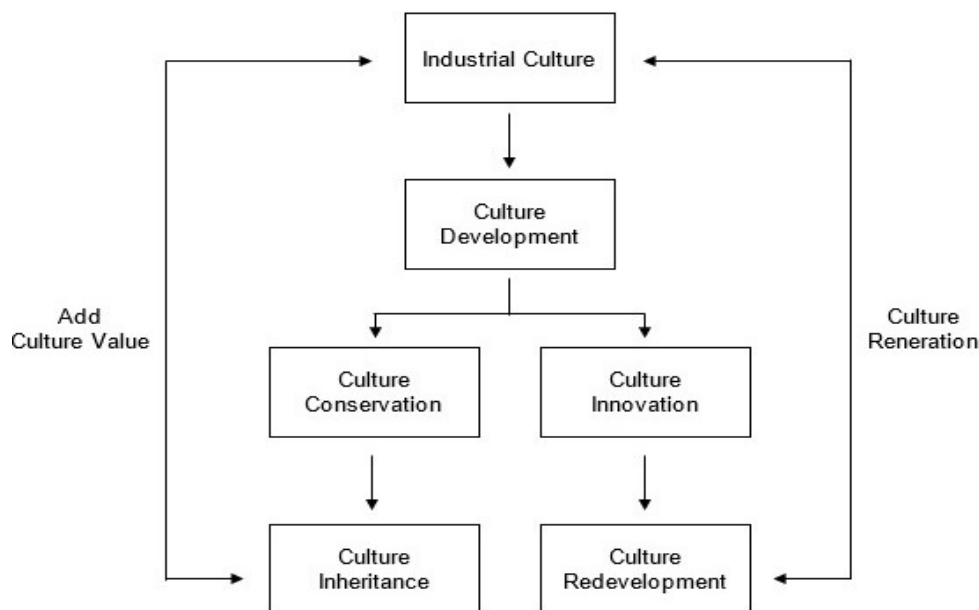 Industrial Culture
Culture
Development
Add
Culture Value
Culture
Reneration
Culture
Conservation
Culture
Innovation
Culture
Inheritance
Culture
Redevelopment